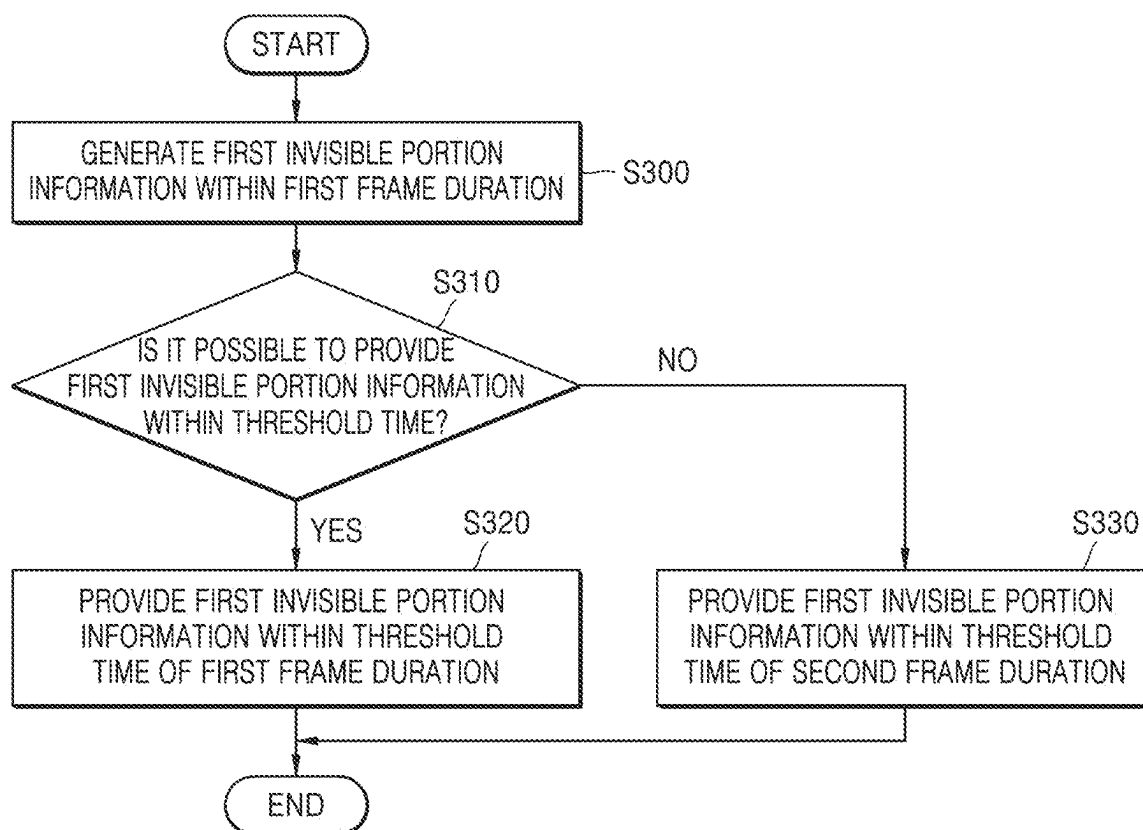 START
GENERATE FIRST INVISIBLE PORTION
INFORMATION WITHIN FIRST FRAME DURATION
S300
S310
IS IT POSSIBLE TO PROVIDE
FIRST INVISIBLE PORTION INFORMATION
WITHIN THRESHOLD TIME?
NO
YES
S320
PROVIDE FIRST INVISIBLE PORTION
INFORMATION WITHIN THRESHOLD
TIME OF FIRST FRAME DURATION
S330
PROVIDE FIRST INVISIBLE PORTION
INFORMATION WITHIN THRESHOLD
TIME OF SECOND FRAME DURATION
END